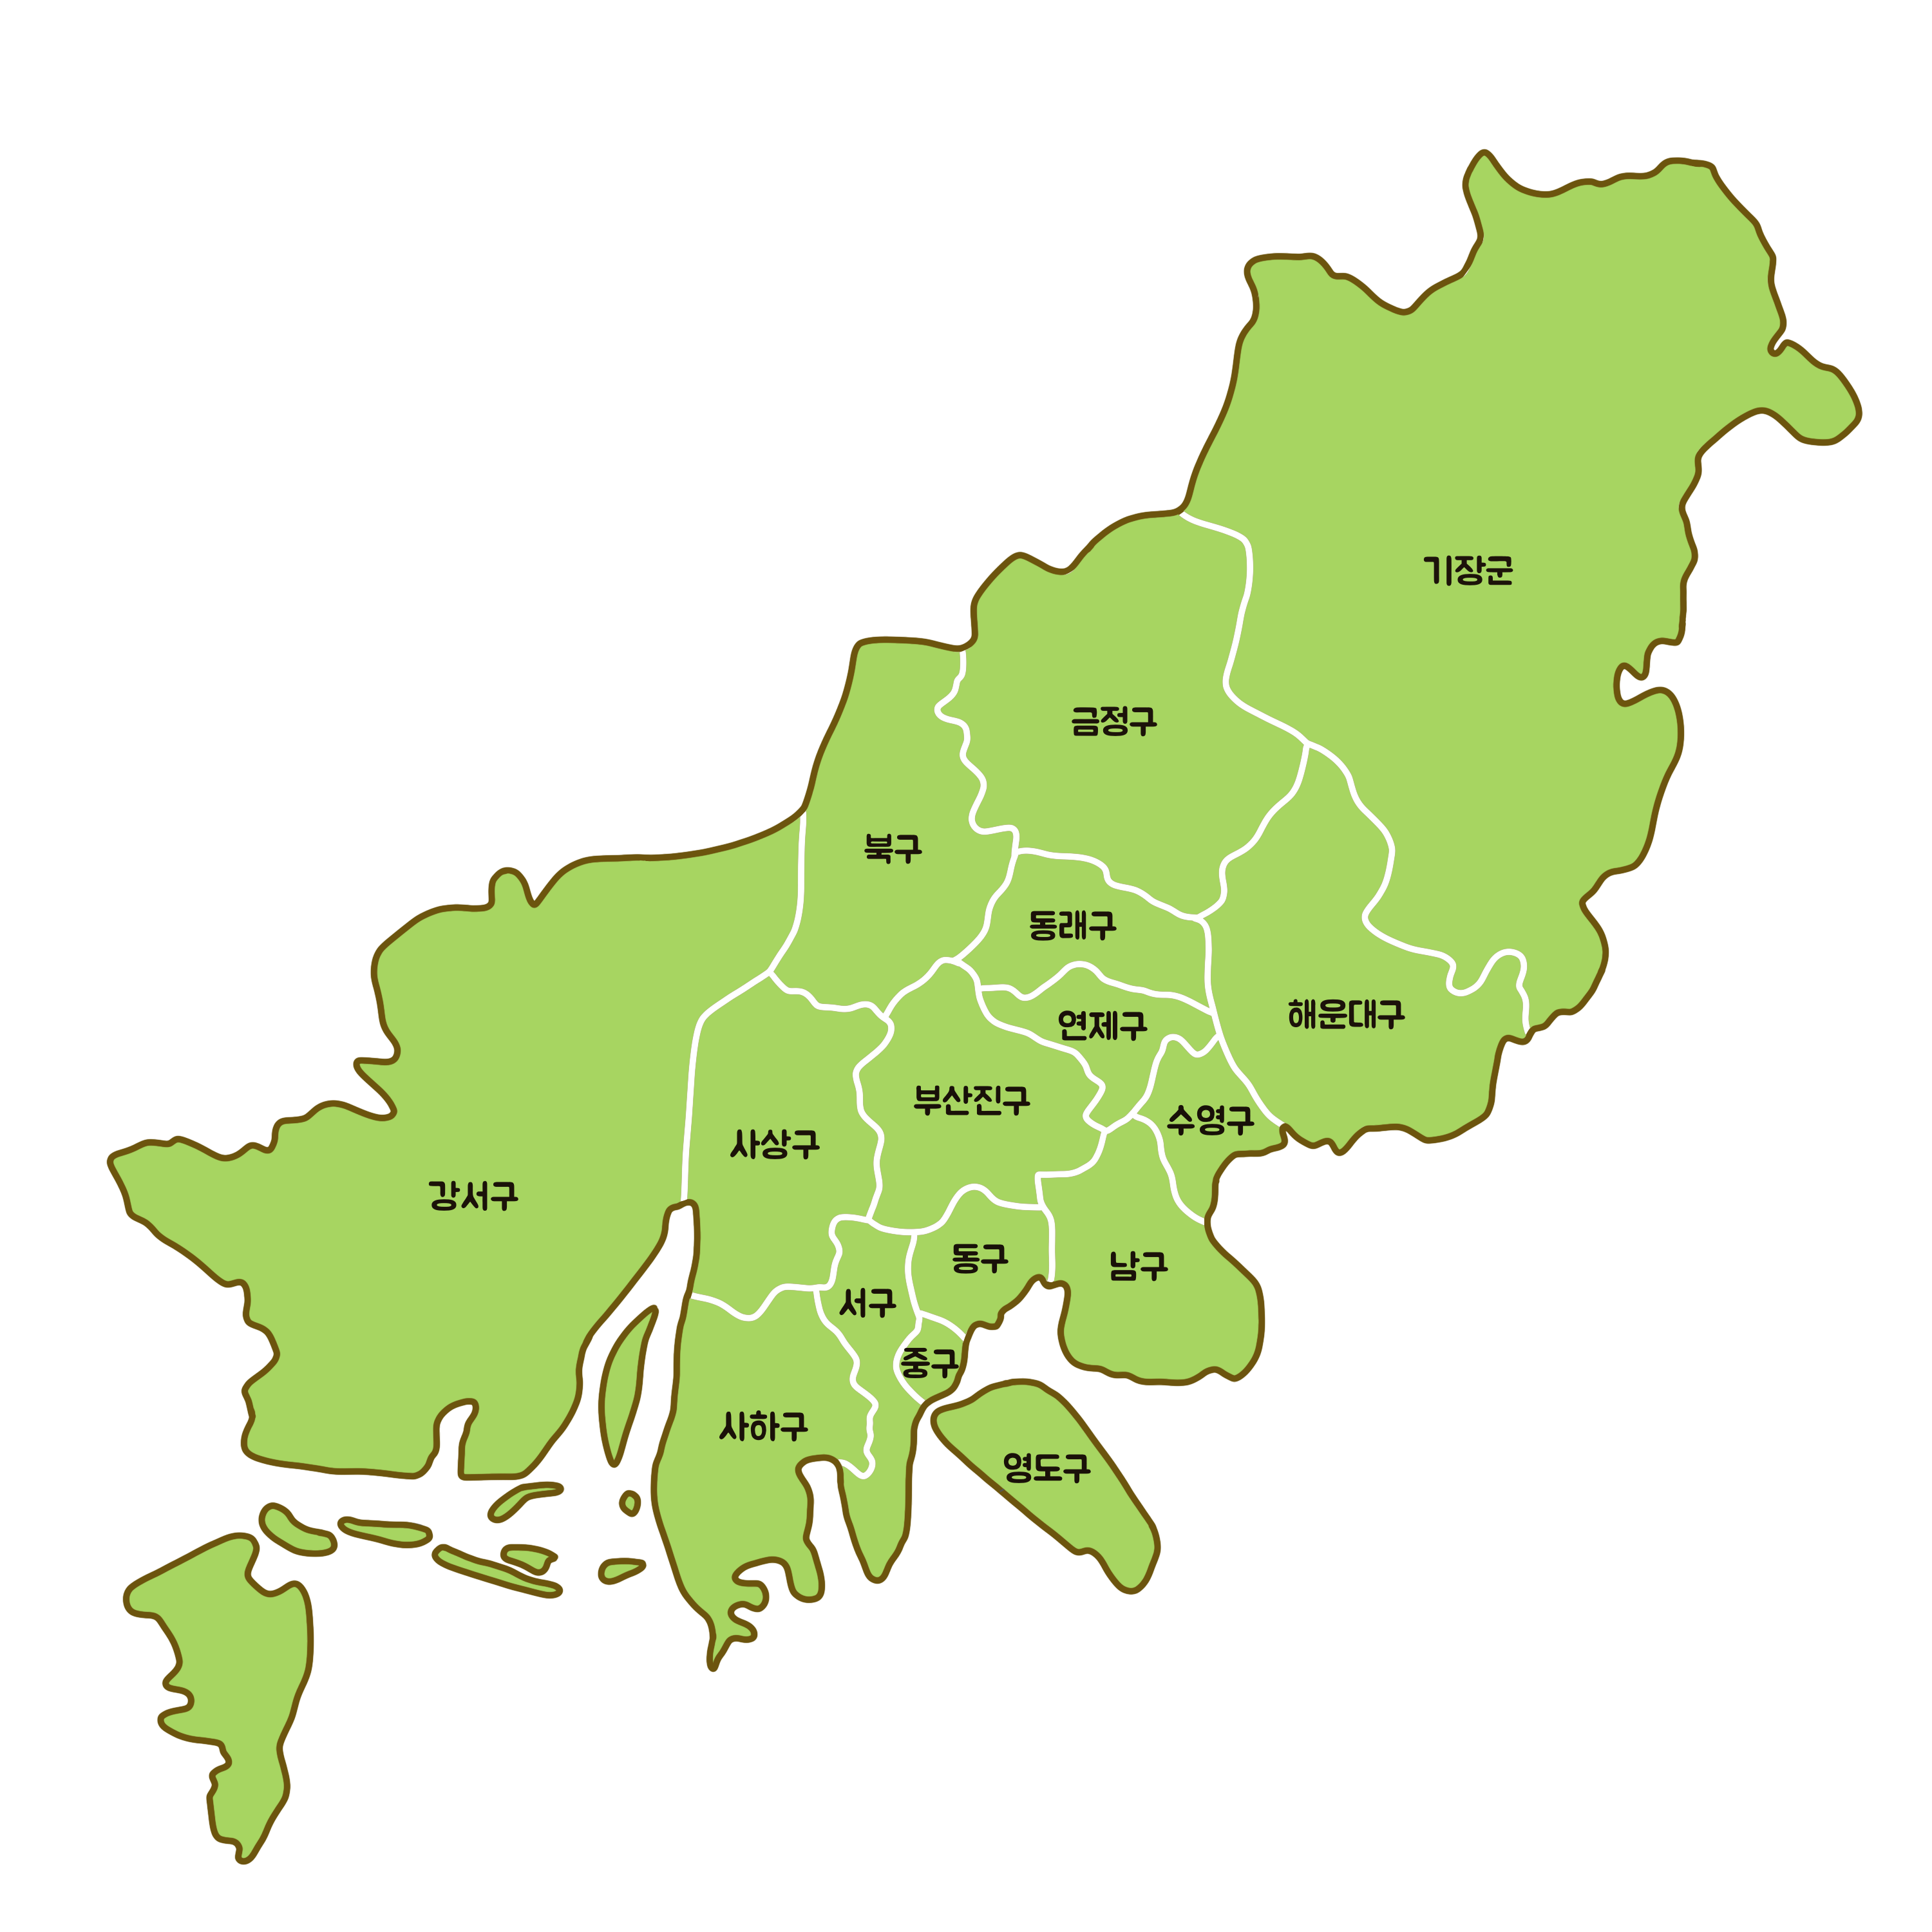 기장군
금정구
북구
동래구
해운대구
연제구
부산진구
수영구
사상구
강서구
동구
남구
서구
중구
사하구
영도구